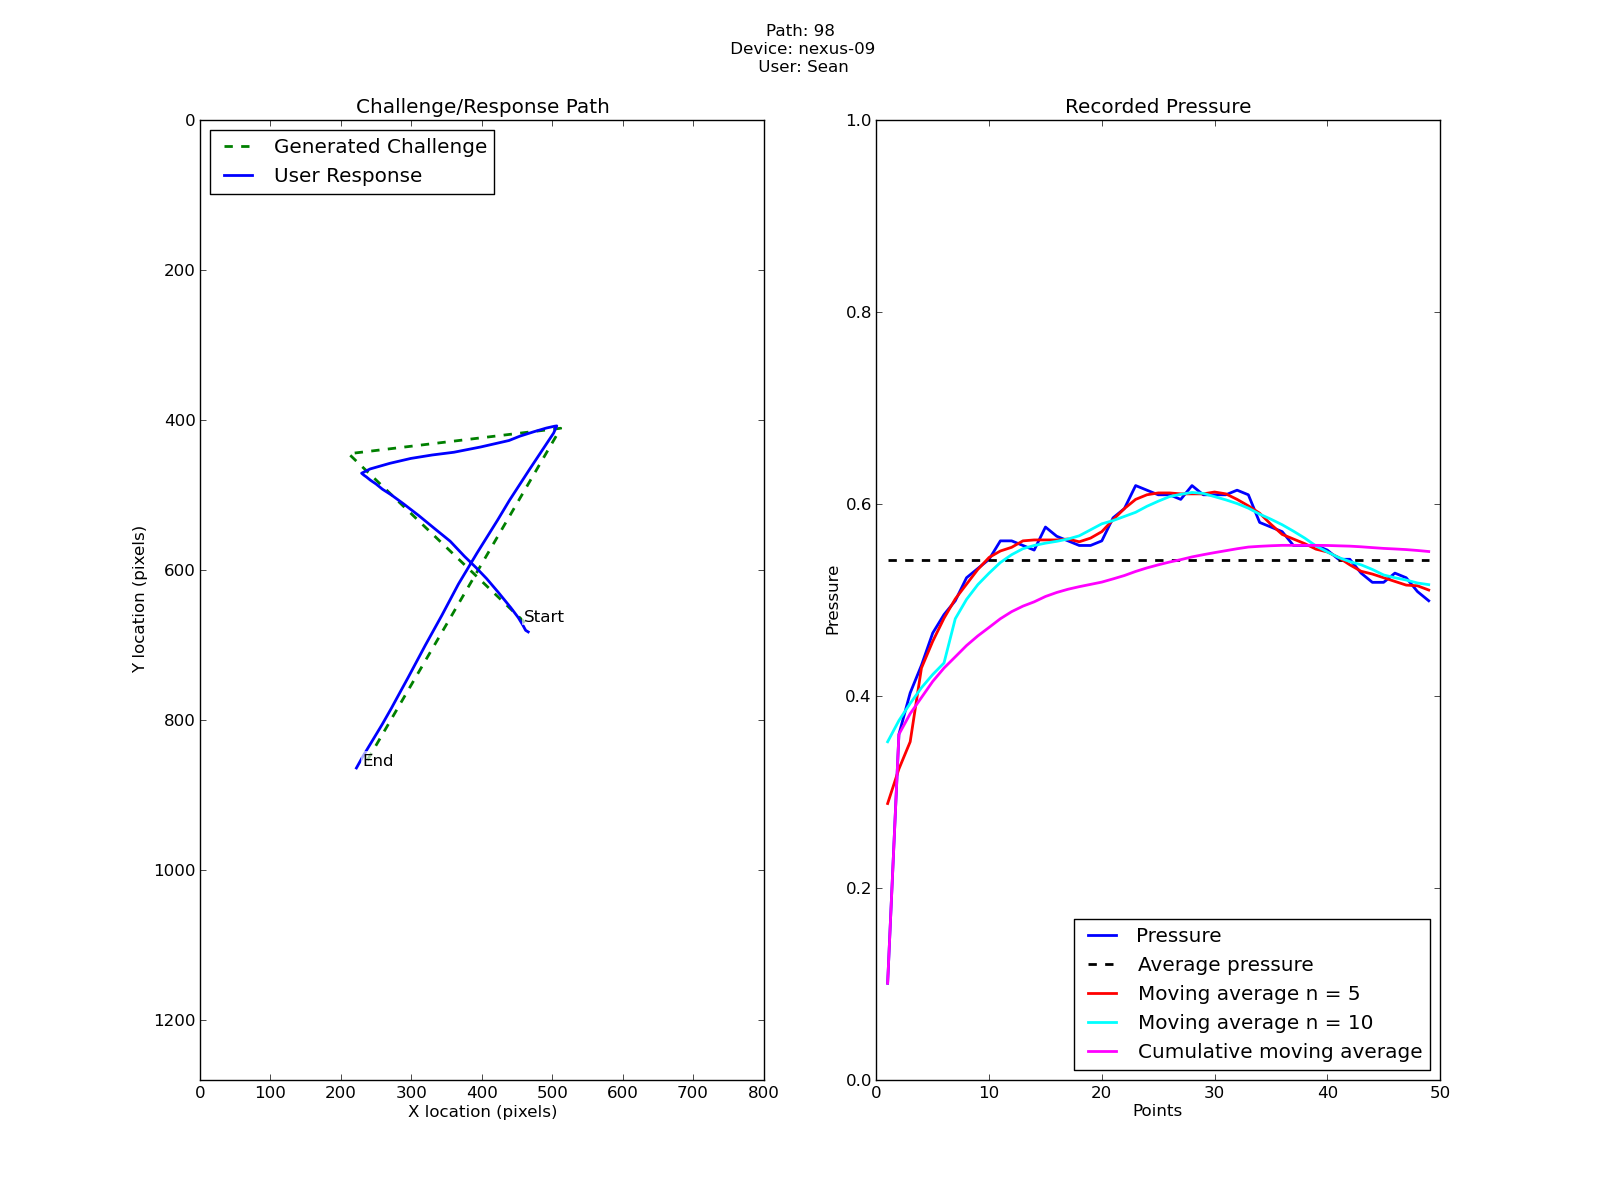 Path: 98
Device: nexus-09
User: Sean
Challenge/Response Path
Generated Challenge
User Response
0
200
400
600
800
1000
1200
Y location (pixels)
Start
End
0 100 200 300 400 500 600 700 800
X location (pixels)
Recorded Pressure
1.0
0.8
0.6
0.4
0.2
0.0
Pressure
Pressure
Average pressure
Moving average n = 5
Moving average n = 10
Cumulative moving average
0 10 20 30 40 50
Points